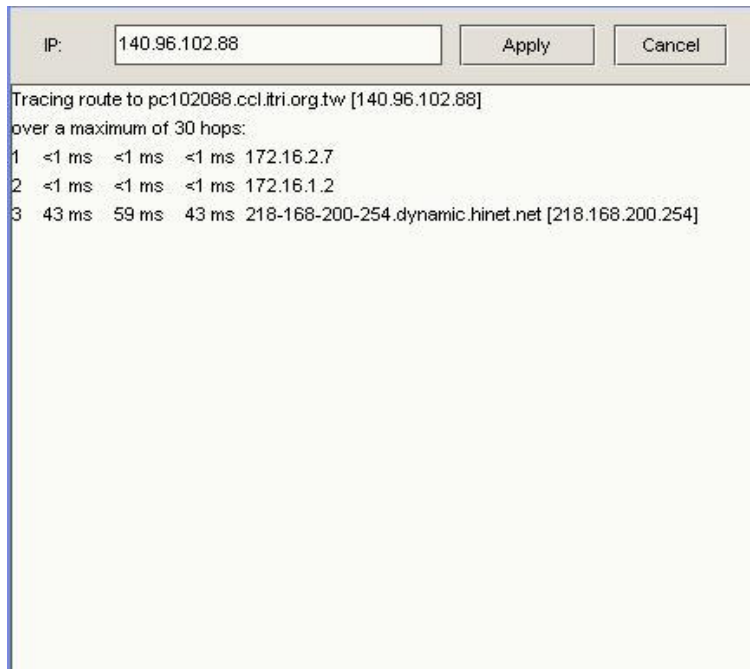 IP: 140.96.102.88 Apply Cancel
Tracing route to pc102088.ccl.itri.org.tw [140.96.102.88]
over a maximum of 30 hops:
1 <1 ms <1 ms <1 ms 172.16.2.7
2 <1 ms <1 ms <1 ms 172.16.1.2
3 43 ms 59 ms 43 ms 218-168-200-254.dynamic.hinet.net [218.168.200.254]